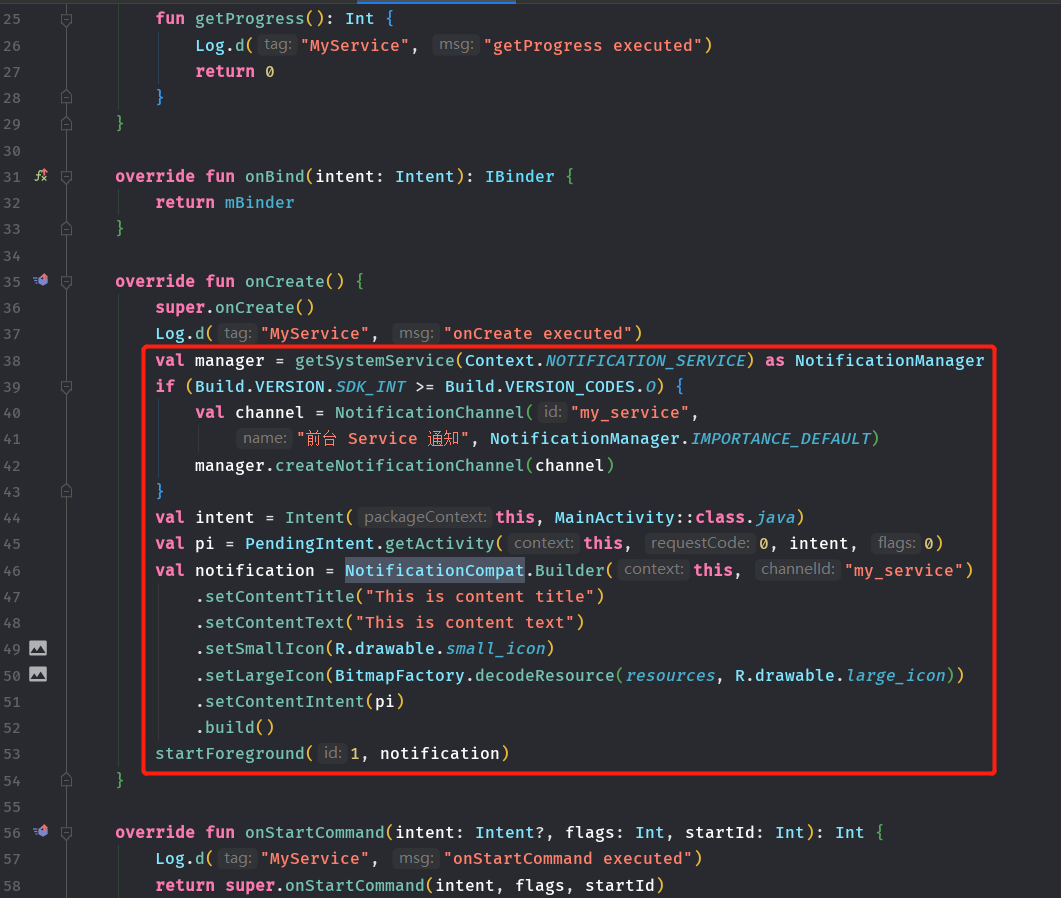 25 fun getProgress(): Int {
26 Log.d( tag: "MyService", msg: "getProgress executed")
27 return 0
28 }
29 }
30
31 override fun onBind(intent: Intent): IBinder {
32 return mBinder
33 }
34
35 override fun onCreate() {
36 super.onCreate()
37 Log.d( tag: "MyService", msg: "onCreate executed")
38 val manager = getSystemService(Context.NOTIFICATION_SERVICE) as NotificationManager
39 if (Build.VERSION.SDK_INT >= Build.VERSION_CODES.O) {
40 val channel = NotificationChannel( id: "my_service",
41 name: "前台 Service 通知", NotificationManager.IMPORTANCE_DEFAULT)
42 manager.createNotificationChannel(channel)
43 }
44 val intent = Intent( packageContext: this, MainActivity::class.java)
45 val pi = PendingIntent.getActivity( context: this, requestCode: 0, intent, flags: 0)
46 val notification = NotificationCompat.Builder( context: this, channelId: "my_service")
47 .setContentTitle("This is content title")
48 .setContentText("This is content text")
49 .setSmallIcon(R.drawable.small_icon)
50 .setLargeIcon(BitmapFactory.decodeResource(resources, R.drawable.large_icon))
51 .setContentIntent(pi)
52 .build()
53 startForeground( id: 1, notification)
54 }
55
56 override fun onStartCommand(intent: Intent?, flags: Int, startId: Int): Int {
57 Log.d( tag: "MyService", msg: "onStartCommand executed")
58 return super.onStartCommand(intent, flags, startId)